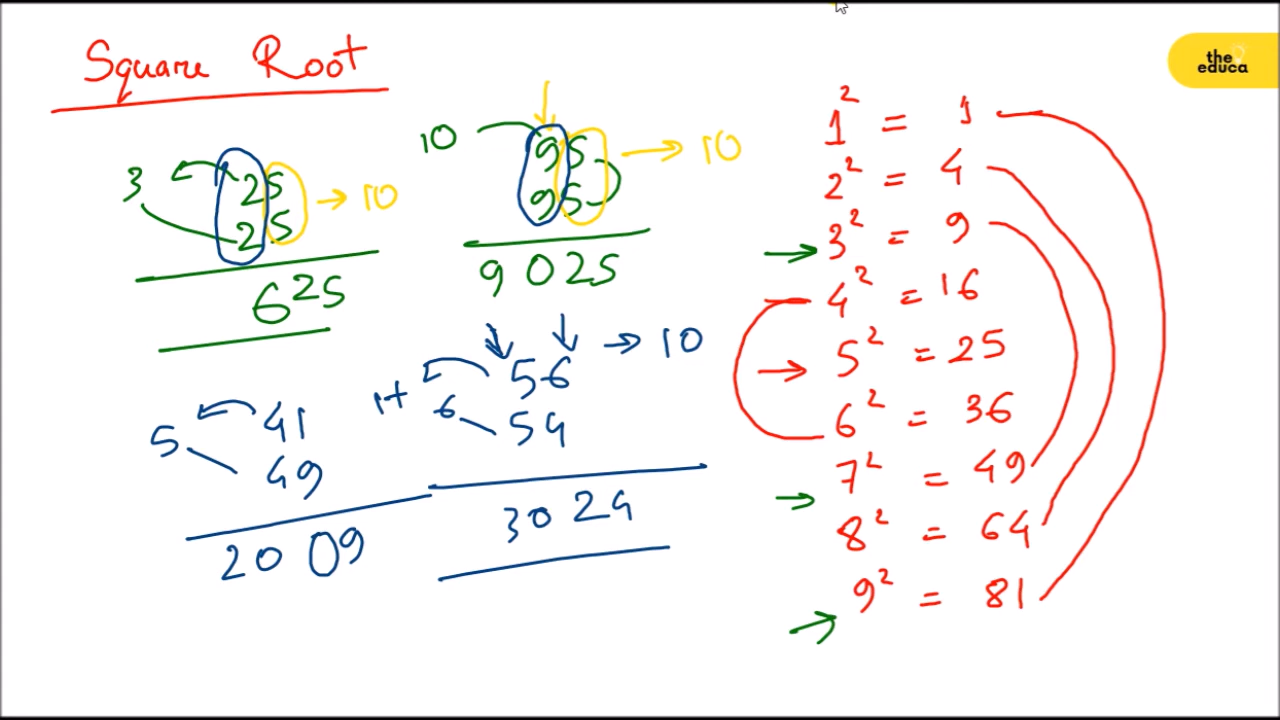 Square Root
the
educa
3 25 → 10
25
625
10 95 → 10
95
9025
5 41
49
2009
56 → 10
1+ 6 54
3024
1² = 1
2² = 4
3² = 9
4² = 16
5² = 25
6² = 36
7² = 49
8² = 64
9² = 81